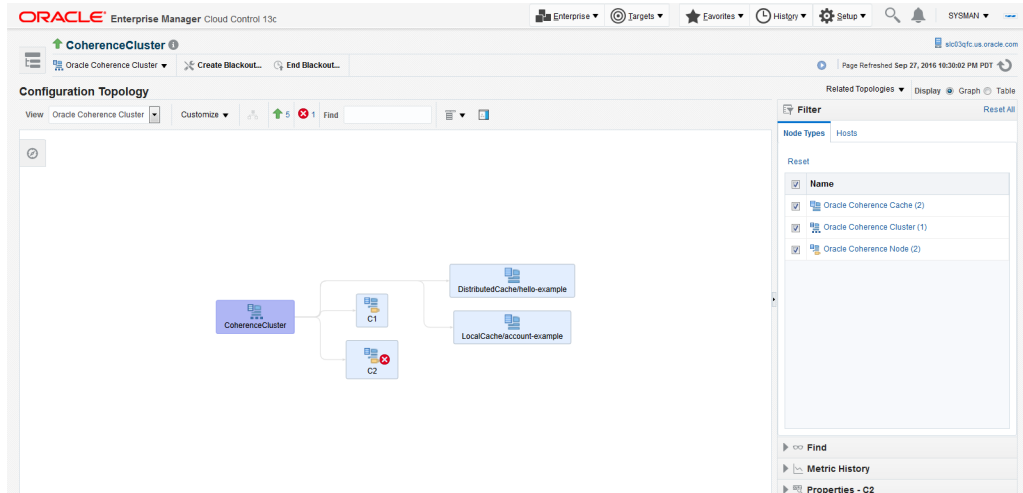 ORACLE Enterprise Manager Cloud Control 13c
Enterprise Targets Favorites History Setup SYSMAN
CoherenceCluster
slc03qfc.us.oracle.com
Oracle Coherence Cluster Create Blackout... End Blackout...
Page Refreshed Sep 27, 2016 10:30:02 PM PDT
Configuration Topology
Related Topologies Display Graph Table
View Oracle Coherence Cluster Customize 5 1 Find
Filter Reset All
Node Types Hosts
Reset
Name
Oracle Coherence Cache (2)
Oracle Coherence Cluster (1)
Oracle Coherence Node (2)
DistributedCache/hello-example
CoherenceCluster
C1
LocalCache/account-example
C2
Find
Metric History
Properties - C2